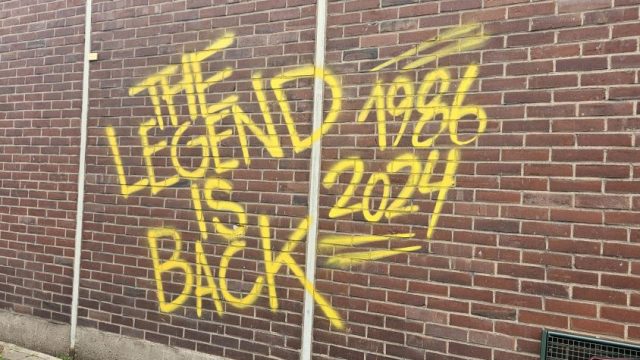 THE
LEGEND
IS
BACK
1986
2024